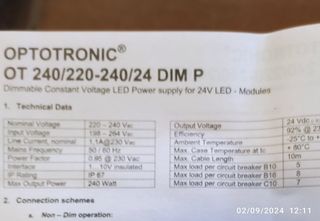 OPTOTRONIC®
OT 240/220-240/24 DIM P
Dimmable Constant Voltage LED Power supply for 24V LED - Modules
1. Technical Data
Nominal Voltage 220 – 240 Vac
Input Voltage 198 – 264 Vac
Line Current, nominal 1.1A@230 Vac
Mains Frequency 50 / 60 Hz
Power Factor 0.95 @ 230 Vac
Interface 1...10V insulated
IP Rating IP 67
Max Output Power 240 Watt
Output Voltage 24 Vdc
Efficiency 92% @ 23
Ambient Temperature -25°C to +
Max. Case Temperature at tc + 80°C
Max. Cable Length 10m
Max load per circuit breaker B10 5
Max load per circuit breaker B16 8
Max load per circuit breaker C10 7
2. Connection schemes
a. Non – Dim operation:
02/09/2024 12:11